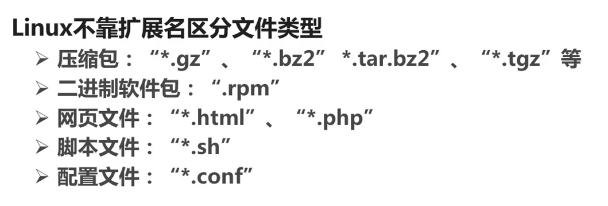 Linux不靠扩展名区分文件类型
➢ 压缩包：“*.gz”、“*.bz2” *.tar.bz2”、“*.tgz”等
➢ 二进制软件包：“.rpm”
➢ 网页文件：“*.html”、“*.php”
➢ 脚本文件：“*.sh”
➢ 配置文件：“*.conf”